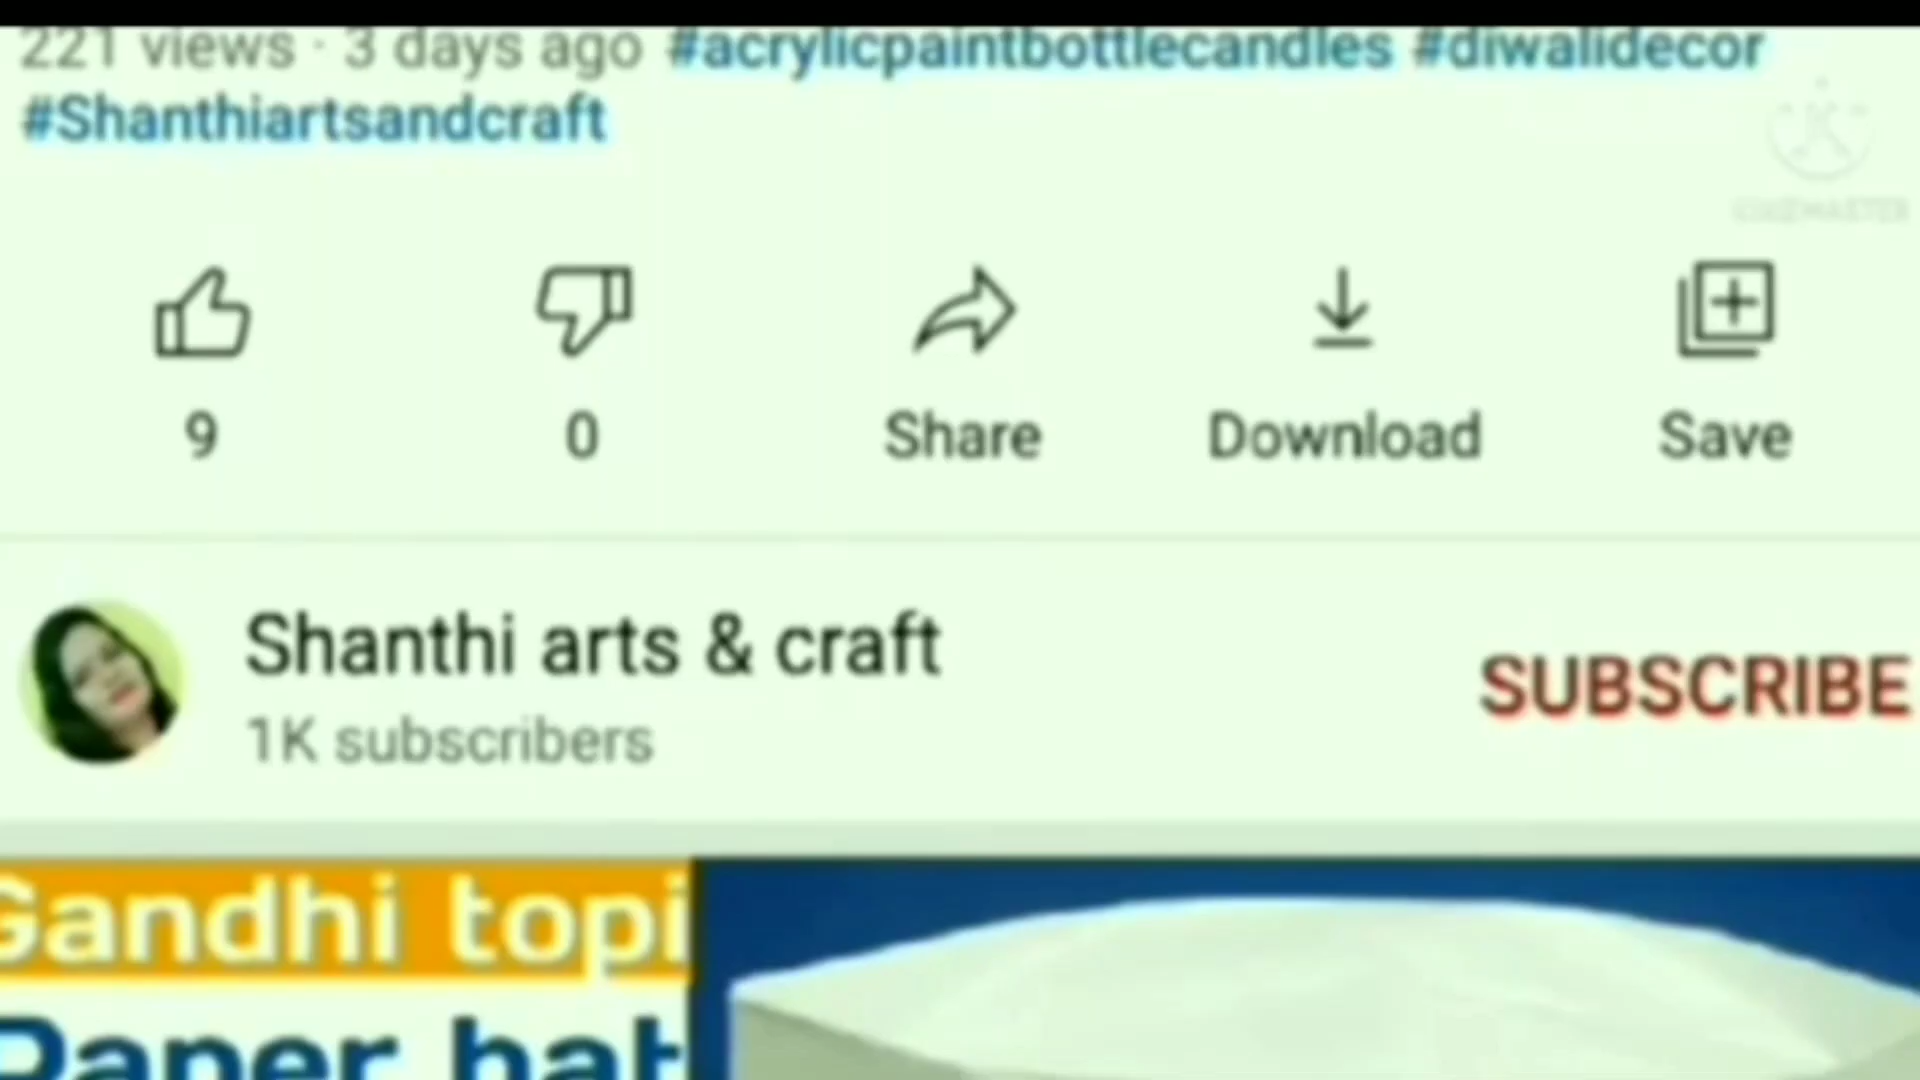 221 views · 3 days ago #acrylicpaintbottlecandles #diwalidecor
#Shanthiartsandcraft
KINEMASTER
9
0
Share
Download
Save
Shanthi arts & craft
1K subscribers
SUBSCRIBE
Gandhi topi
Paper hat